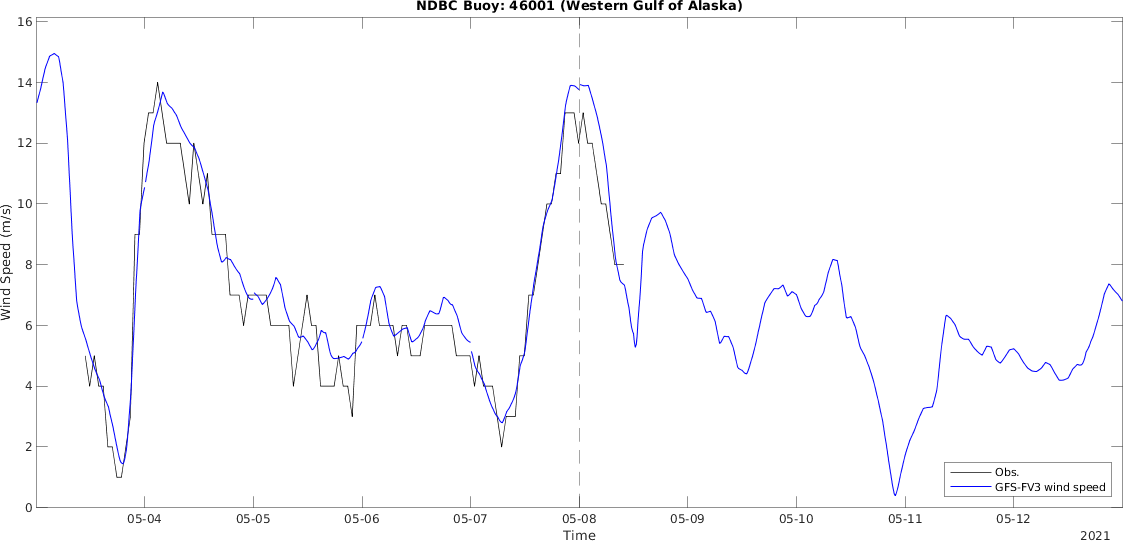 NDBC Buoy: 46001 (Western Gulf of Alaska)
16
14
12
10
8
6
4
2
0
Wind Speed (m/s)
05-04 05-05 05-06 05-07 05-08 05-09 05-10 05-11 05-12
Time
2021
Obs.
GFS-FV3 wind speed